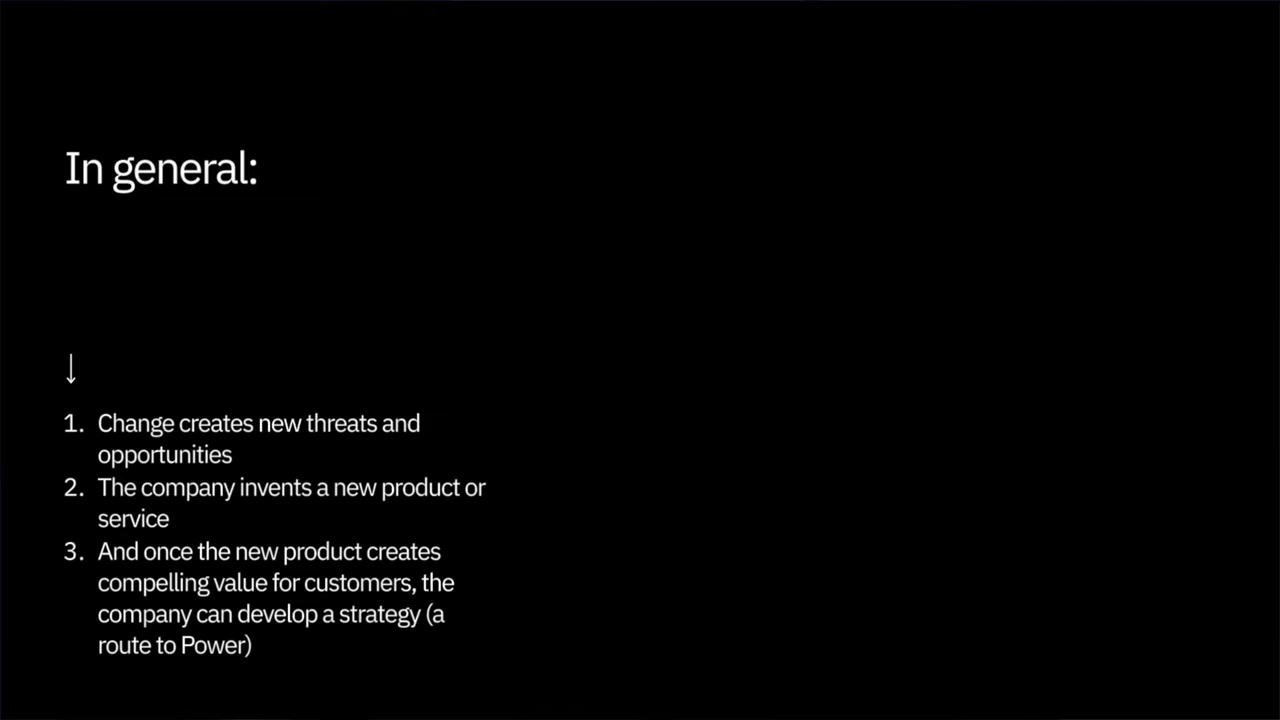 In general:
↓
1. Change creates new threats and
opportunities
2. The company invents a new product or
service
3. And once the new product creates
compelling value for customers, the
company can develop a strategy (a
route to Power)